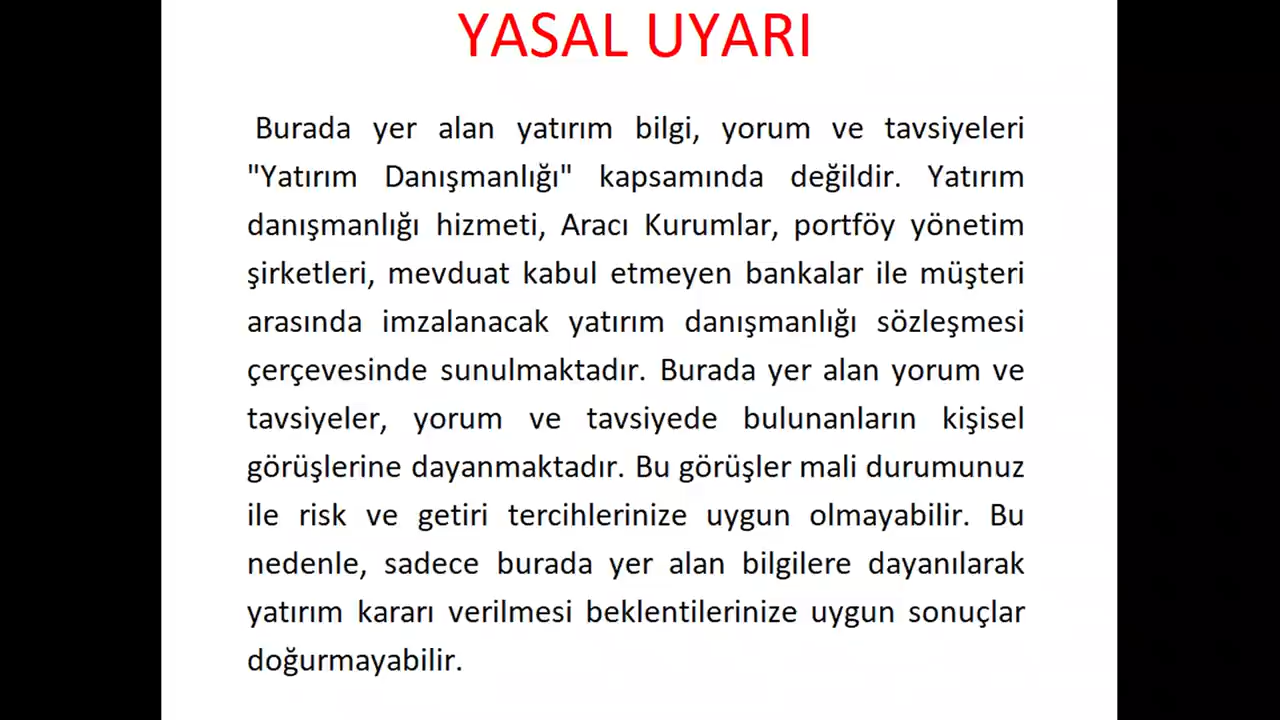 YASAL UYARI
Burada yer alan yatırım bilgi, yorum ve tavsiyeleri
"Yatırım Danışmanlığı" kapsamında değildir. Yatırım
danışmanlığı hizmeti, Aracı Kurumlar, portföy yönetim
şirketleri, mevduat kabul etmeyen bankalar ile müşteri
arasında imzalanacak yatırım danışmanlığı sözleşmesi
çerçevesinde sunulmaktadır. Burada yer alan yorum ve
tavsiyeler, yorum ve tavsiyede bulunanların kişisel
görüşlerine dayanmaktadır. Bu görüşler mali durumunuz
ile risk ve getiri tercihlerinize uygun olmayabilir. Bu
nedenle, sadece burada yer alan bilgilere dayanılarak
yatırım kararı verilmesi beklentilerinize uygun sonuçlar
doğurmayabilir.